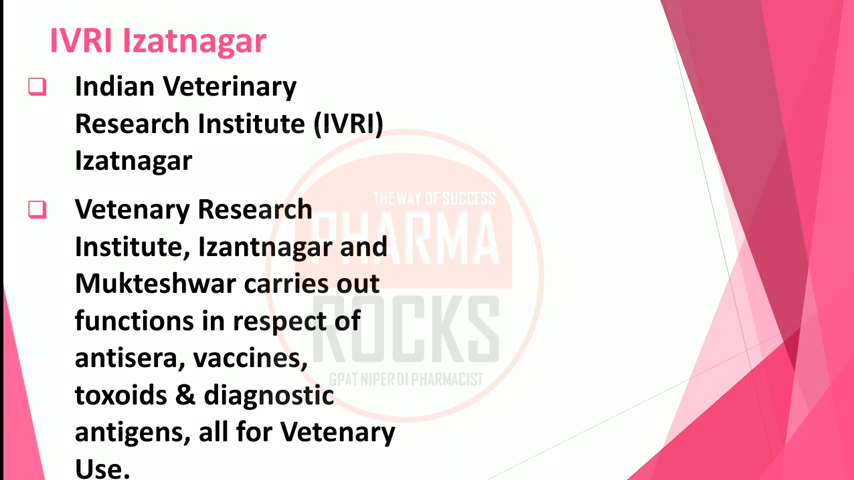 IVRI Izatnagar
Indian Veterinary
Research Institute (IVRI)
Izatnagar
Vetenary Research
Institute, Izantnagar and
Mukteshwar carries out
functions in respect of
antisera, vaccines,
toxoids & diagnostic
antigens, all for Vetenary
Use.
THE WAY OF SUCCESS
PHARMA
ROCKS
GPAT NIPER DI PHARMACIST